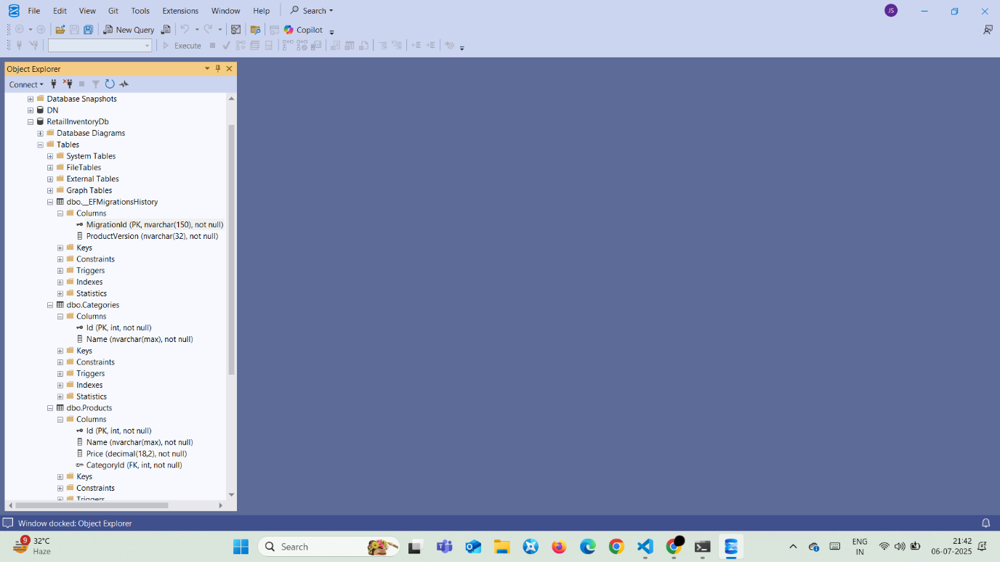 File Edit View Git Tools Extensions Window Help Search JS
New Query Copilot
Execute
Object Explorer
Connect
Database Snapshots
DN
RetailInventoryDb
Database Diagrams
Tables
System Tables
FileTables
External Tables
Graph Tables
dbo.__EFMigrationsHistory
Columns
MigrationId (PK, nvarchar(150), not null)
ProductVersion (nvarchar(32), not null)
Keys
Constraints
Triggers
Indexes
Statistics
dbo.Categories
Columns
Id (PK, int, not null)
Name (nvarchar(max), not null)
Keys
Constraints
Triggers
Indexes
Statistics
dbo.Products
Columns
Id (PK, int, not null)
Name (nvarchar(max), not null)
Price (decimal(18,2), not null)
CategoryId (FK, int, not null)
Keys
Constraints
Triggers
Window docked: Object Explorer
9
32°C
Haze
Search
ENG
IN
21:42
06-07-2025